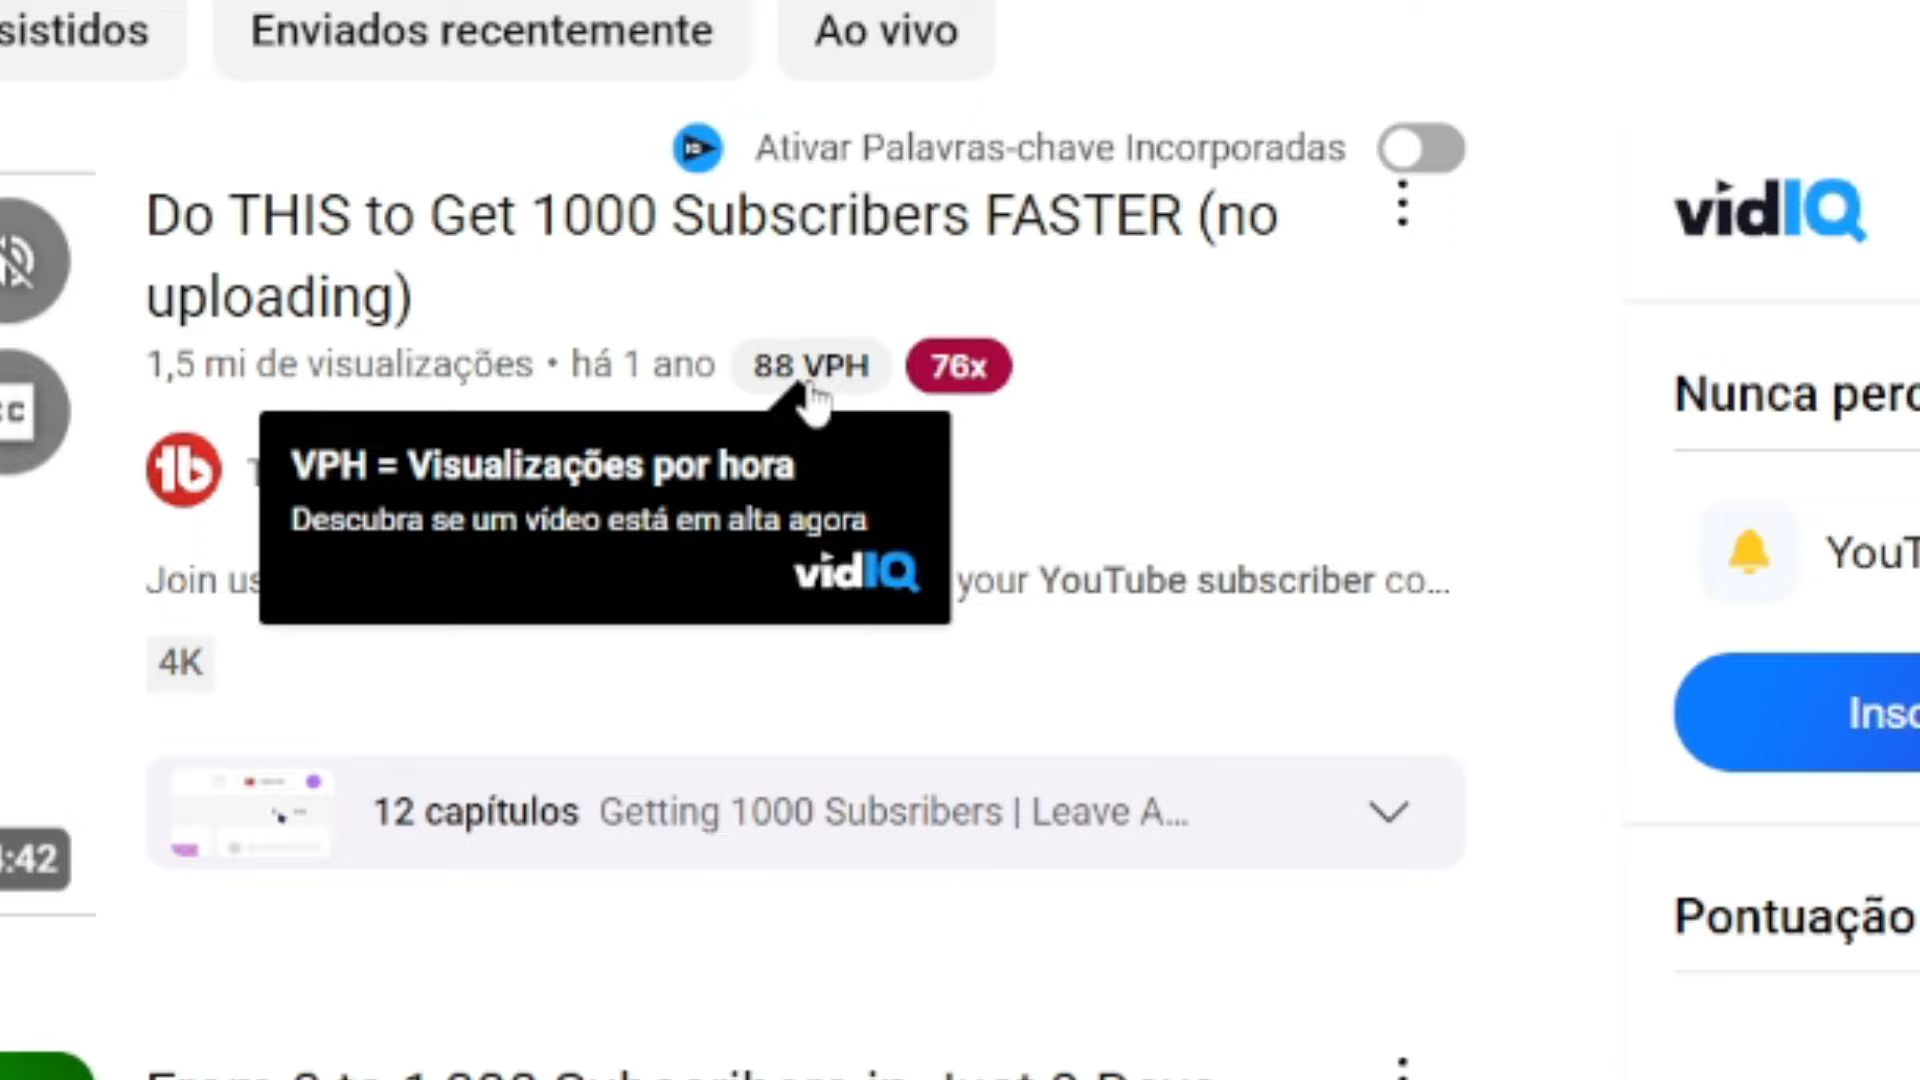 sistidos
Enviados recentemente
Ao vivo
Ativar Palavras-chave Incorporadas
Do THIS to Get 1000 Subscribers FASTER (no
uploading)
1,5 mi de visualizações • há 1 ano 88 VPH 76x
VPH = Visualizações por hora
Descubra se um vídeo está em alta agora
vidIQ
Join us
your YouTube subscriber co...
4K
12 capítulos Getting 1000 Subsribers | Leave A...
:42
vidIQ
Nunca perc
YouT
Insc
Pontuação